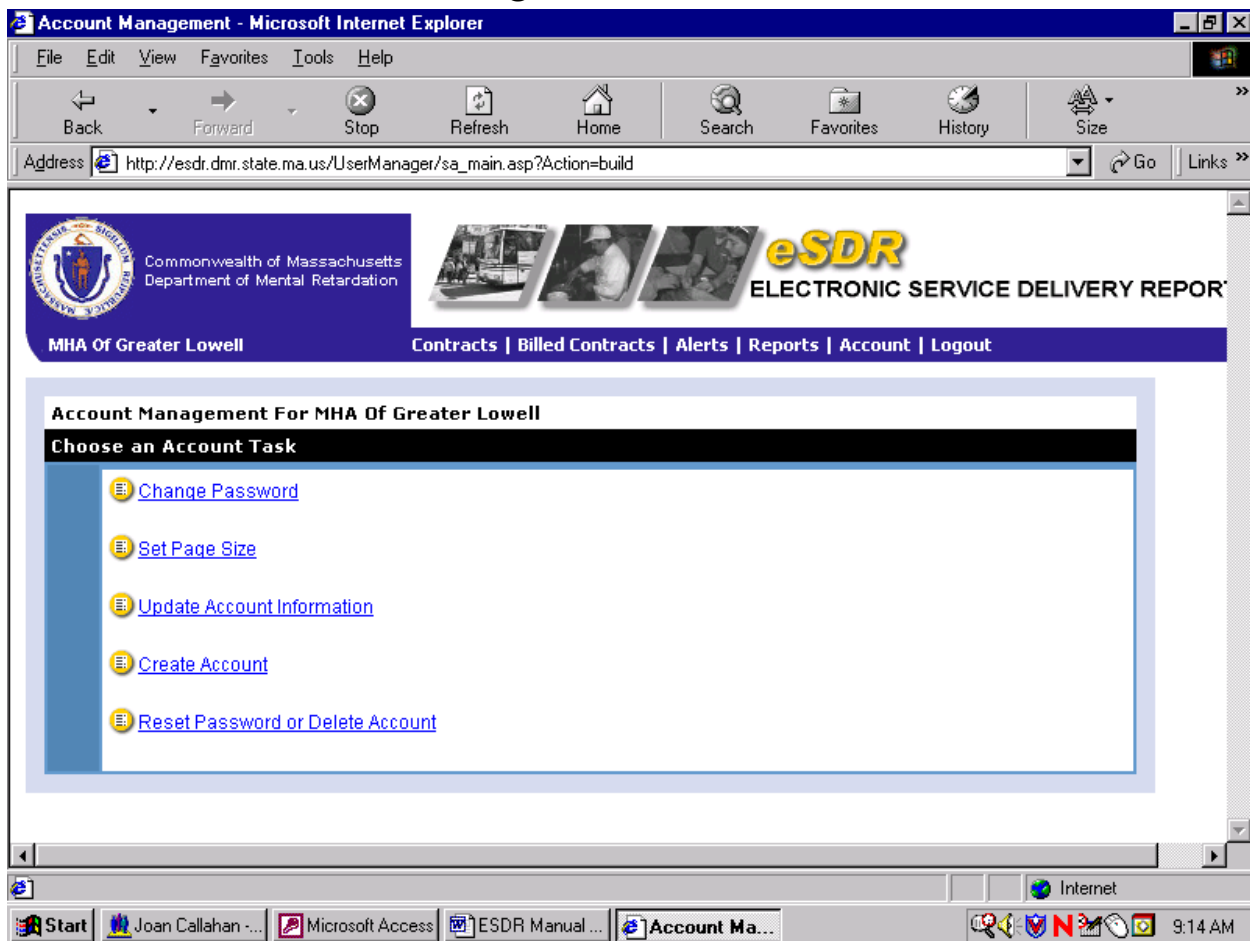 Account Management - Microsoft Internet Explorer
File Edit View Favorites Tools Help
Back Forward Stop Refresh Home Search Favorites History Size »
Address http://esdr.dmr.state.ma.us/UserManager/sa_main.asp?Action=build Go Links »
Commonwealth of Massachusetts
Department of Mental Retardation
eSDR
ELECTRONIC SERVICE DELIVERY REPOR
MHA Of Greater Lowell Contracts | Billed Contracts | Alerts | Reports | Account | Logout
Account Management For MHA Of Greater Lowell
Choose an Account Task
Change Password
Set Page Size
Update Account Information
Create Account
Reset Password or Delete Account
Internet
Start Joan Callahan -... Microsoft Access ESDR Manual ... Account Ma... N 9:14 AM